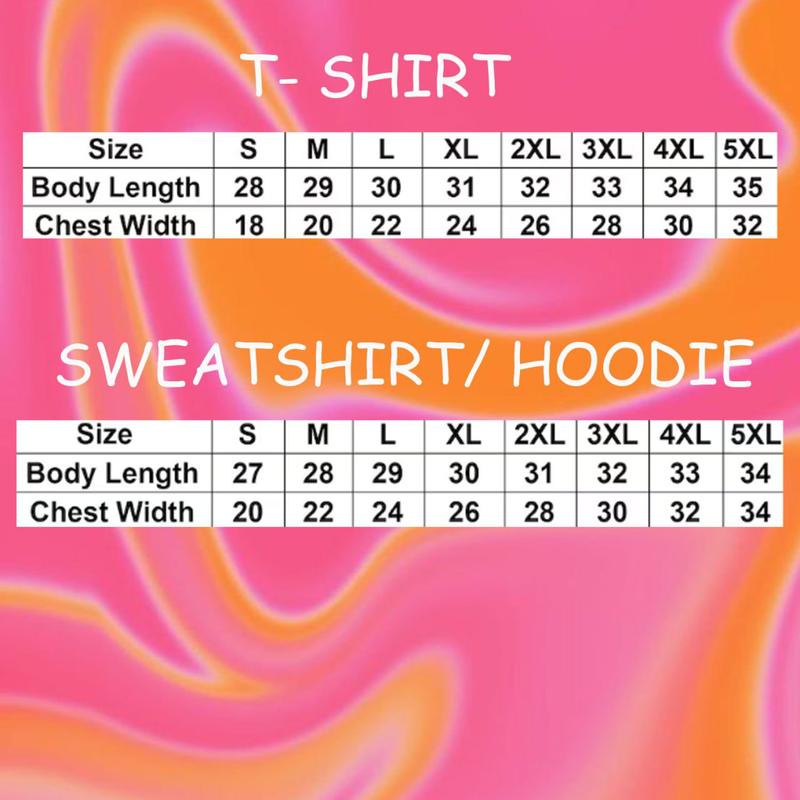 T- SHIRT
Size S M L XL 2XL 3XL 4XL 5XL
Body Length 28 29 30 31 32 33 34 35
Chest Width 18 20 22 24 26 28 30 32
SWEATSHIRT/ HOODIE
Size S M L XL 2XL 3XL 4XL 5XL
Body Length 27 28 29 30 31 32 33 34
Chest Width 20 22 24 26 28 30 32 34